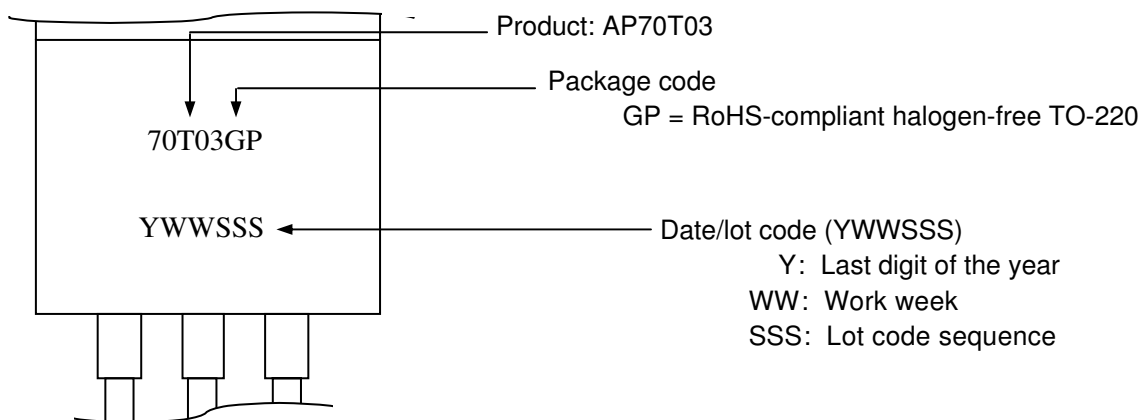 Product: AP70T03
Package code
GP = RoHS-compliant halogen-free TO-220
70T03GP
YWWSSS
Date/lot code (YWWSSS)
Y: Last digit of the year
WW: Work week
SSS: Lot code sequence